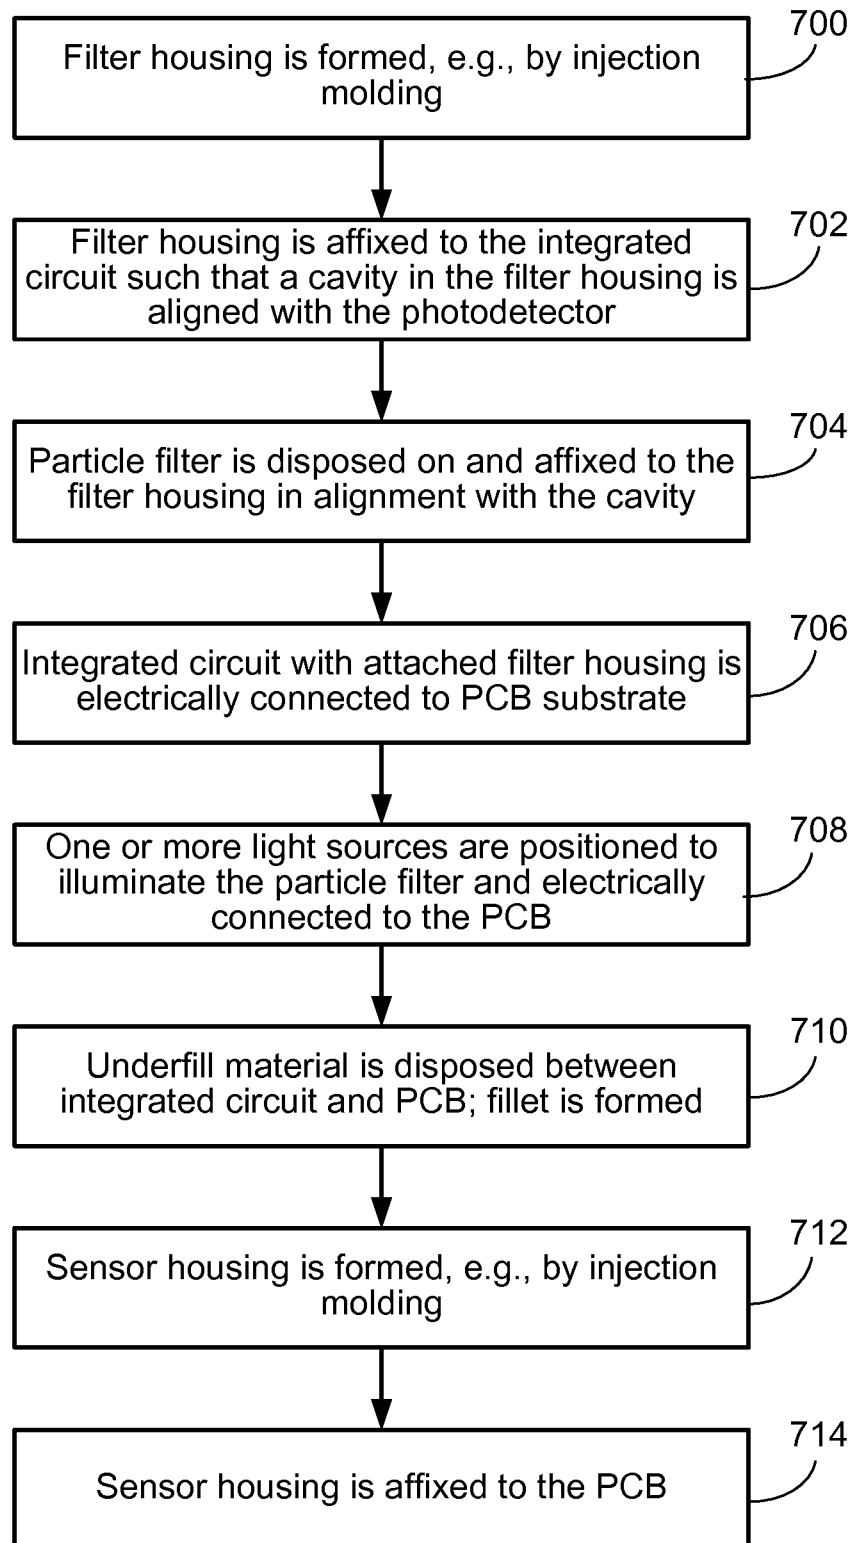 700
Filter housing is formed, e.g., by injection
molding
702
Filter housing is affixed to the integrated
circuit such that a cavity in the filter housing is
aligned with the photodetector
704
Particle filter is disposed on and affixed to the
filter housing in alignment with the cavity
706
Integrated circuit with attached filter housing is
electrically connected to PCB substrate
708
One or more light sources are positioned to
illuminate the particle filter and electrically
connected to the PCB
710
Underfill material is disposed between
integrated circuit and PCB; fillet is formed
712
Sensor housing is formed, e.g., by injection
molding
714
Sensor housing is affixed to the PCB